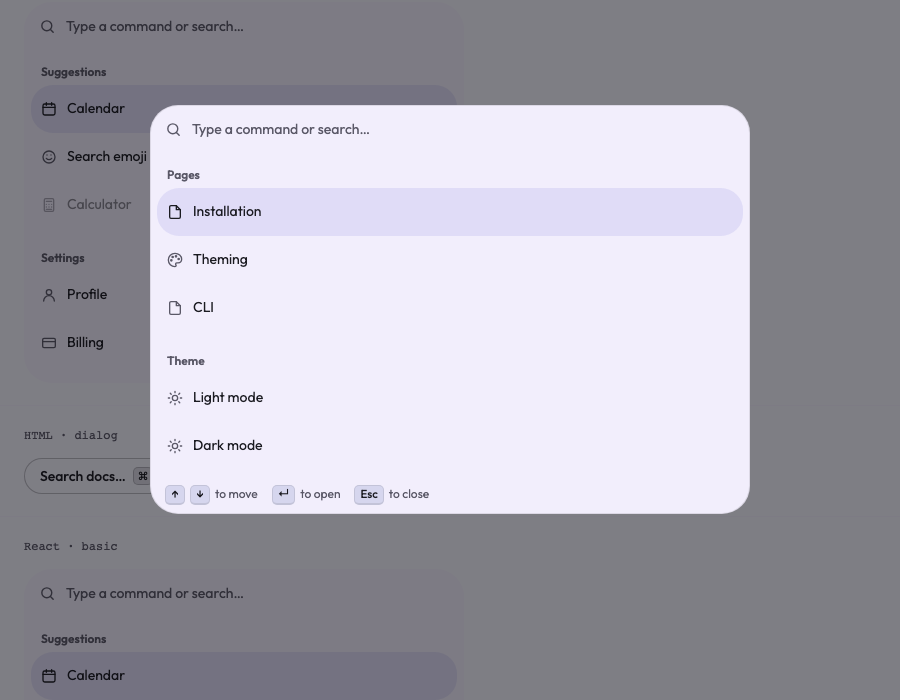 Type a command or search...
Suggestions
Calendar
Search emoji
Calculator
Settings
Profile
Billing
HTML · dialog
Search docs... ⌘
Type a command or search...
Pages
Installation
Theming
CLI
Theme
Light mode
Dark mode
↑ ↓ to move ↵ to open Esc to close
React · basic
Type a command or search...
Suggestions
Calendar